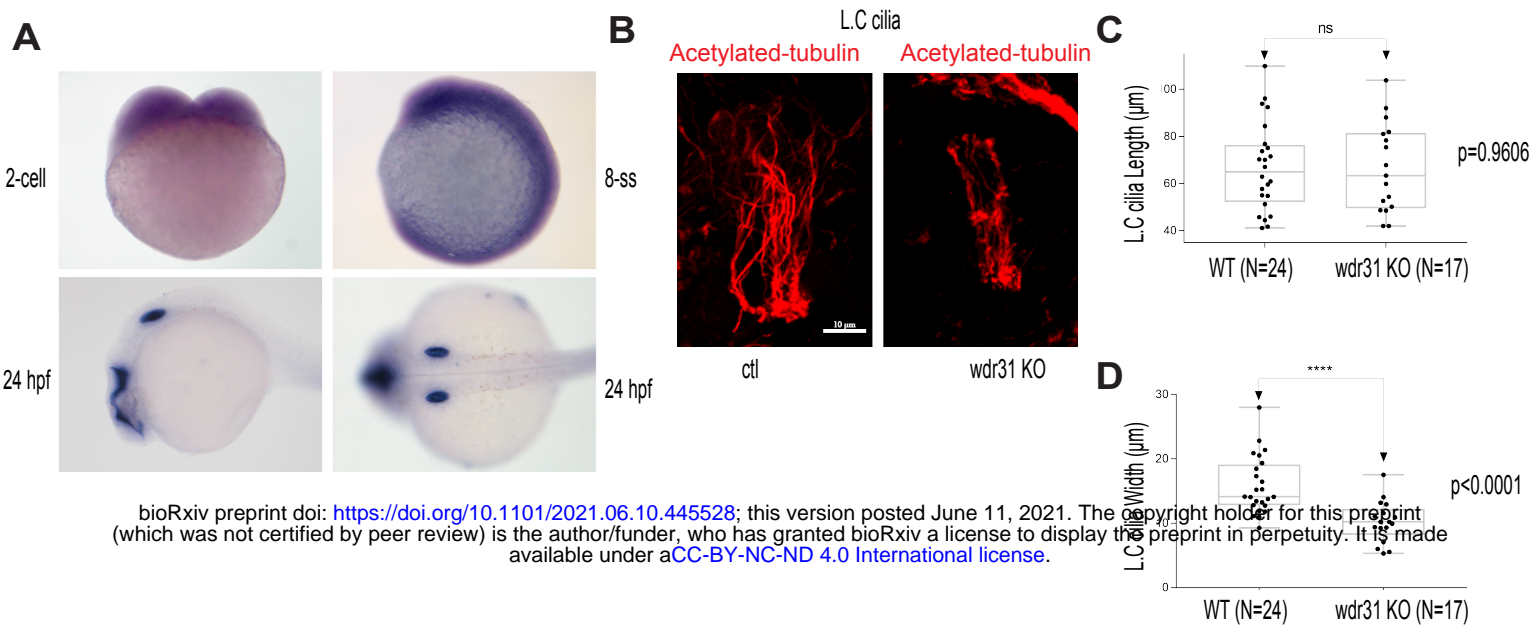 A
2-cell
8-ss
24 hpf
24 hpf
B
L.C cilia
Acetylated-tubulin
Acetylated-tubulin
10 μm
ctl
wdr31 KO
C
ns
L.C cilia Length (μm)
00
80
60
40
p=0.9606
WT (N=24)
wdr31 KO (N=17)
D
****
L.C cilia Width (μm)
30
20
10
0
p<0.0001
WT (N=24)
wdr31 KO (N=17)
bioRxiv preprint doi: https://doi.org/10.1101/2021.06.10.445528; this version posted June 11, 2021. The copyright holder for this preprint
(which was not certified by peer review) is the author/funder, who has granted bioRxiv a license to display the preprint in perpetuity. It is made
available under aCC-BY-NC-ND 4.0 International license.